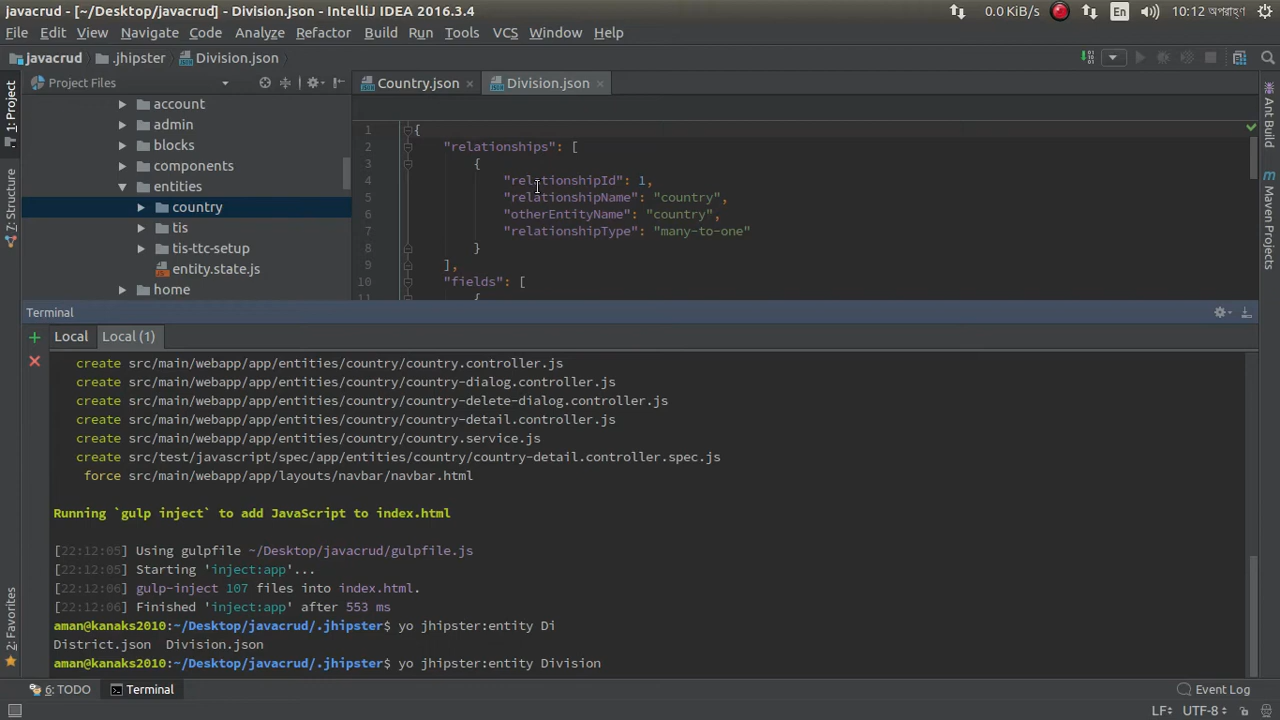 javacrud - [~/Desktop/javacrud] - Division.json - IntelliJ IDEA 2016.3.4
0.0 KiB/s
En
10:12 অপরাহ্ণ
File Edit View Navigate Code Analyze Refactor Build Run Tools VCS Window Help
javacrud .jhipster Division.json
Project Files
Country.json
Division.json
account
admin
blocks
components
entities
country
tis
tis-ttc-setup
entity.state.js
home
1 {
2 "relationships": [
3 {
4 "relationshipId": 1,
5 "relationshipName": "country",
6 "otherEntityName": "country",
7 "relationshipType": "many-to-one"
8 }
9 ],
10 "fields": [
11 {
1: Project
7: Structure
2: Favorites
Ant Build
Maven Projects
Terminal
Local Local (1)
create src/main/webapp/app/entities/country/country.controller.js
create src/main/webapp/app/entities/country/country-dialog.controller.js
create src/main/webapp/app/entities/country/country-delete-dialog.controller.js
create src/main/webapp/app/entities/country/country-detail.controller.js
create src/main/webapp/app/entities/country/country.service.js
create src/test/javascript/spec/app/entities/country/country-detail.controller.spec.js
force src/main/webapp/app/layouts/navbar/navbar.html
Running `gulp inject` to add JavaScript to index.html
[22:12:05] Using gulpfile ~/Desktop/javacrud/gulpfile.js
[22:12:05] Starting 'inject:app'...
[22:12:06] gulp-inject 107 files into index.html.
[22:12:06] Finished 'inject:app' after 553 ms
aman@kanaks2010:~/Desktop/javacrud/.jhipster$ yo jhipster:entity Di
District.json Division.json
aman@kanaks2010:~/Desktop/javacrud/.jhipster$ yo jhipster:entity Division
6: TODO
Terminal
Event Log
LF÷ UTF-8÷